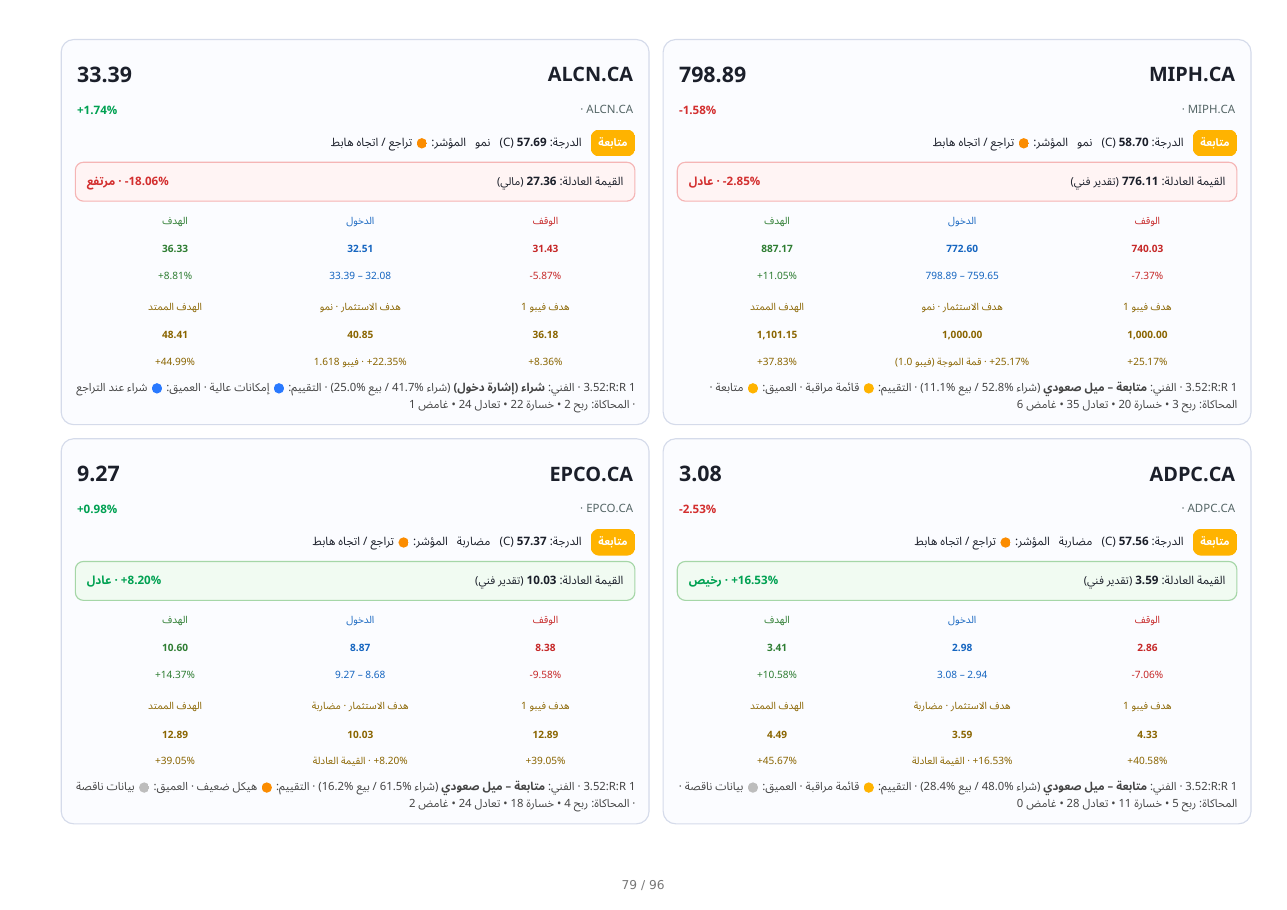 MIPH.CA 798.89
MIPH.CA · -1.58%
متابعة الدرجة: 58.70 (C) نمو المؤشر: تراجع / اتجاه هابط
القيمة العادلة: 776.11 (تقدير فني) -2.85% · عادل
الوقف الدخول الهدف
740.03 772.60 887.17
-7.37% 798.89 – 759.65 +11.05%
هدف فيبو 1 هدف الاستثمار · نمو الهدف الممتد
1,000.00 1,000.00 1,101.15
+25.17% +25.17% · قمة الموجة (فيبو 1.0) +37.83%
1 3.52:R:R · الفني: متابعة – ميل صعودي (شراء 52.8% / بيع 11.1%) · التقييم: قائمة مراقبة · العميق: متابعة ·
المحاكاة: ربح 3 • خسارة 20 • تعادل 35 • غامض 6
ALCN.CA 33.39
ALCN.CA · +1.74%
متابعة الدرجة: 57.69 (C) نمو المؤشر: تراجع / اتجاه هابط
القيمة العادلة: 27.36 (مالي) -18.06% · مرتفع
الوقف الدخول الهدف
31.43 32.51 36.33
-5.87% 33.39 – 32.08 +8.81%
هدف فيبو 1 هدف الاستثمار · نمو الهدف الممتد
36.18 40.85 48.41
+8.36% +22.35% · فيبو 1.618 +44.99%
1 3.52:R:R · الفني: شراء (إشارة دخول) (شراء 41.7% / بيع 25.0%) · التقييم: إمكانات عالية · العميق: شراء عند التراجع
· المحاكاة: ربح 2 • خسارة 22 • تعادل 24 • غامض 1
ADPC.CA 3.08
ADPC.CA · -2.53%
متابعة الدرجة: 57.56 (C) مضاربة المؤشر: تراجع / اتجاه هابط
القيمة العادلة: 3.59 (تقدير فني) +16.53% · رخيص
الوقف الدخول الهدف
2.86 2.98 3.41
-7.06% 3.08 – 2.94 +10.58%
هدف فيبو 1 هدف الاستثمار · مضاربة الهدف الممتد
4.33 3.59 4.49
+40.58% +16.53% · القيمة العادلة +45.67%
1 3.52:R:R · الفني: متابعة – ميل صعودي (شراء 48.0% / بيع 28.4%) · التقييم: قائمة مراقبة · العميق: بيانات ناقصة ·
المحاكاة: ربح 5 • خسارة 11 • تعادل 28 • غامض 0
EPCO.CA 9.27
EPCO.CA · +0.98%
متابعة الدرجة: 57.37 (C) مضاربة المؤشر: تراجع / اتجاه هابط
القيمة العادلة: 10.03 (تقدير فني) +8.20% · عادل
الوقف الدخول الهدف
8.38 8.87 10.60
-9.58% 9.27 – 8.68 +14.37%
هدف فيبو 1 هدف الاستثمار · مضاربة الهدف الممتد
12.89 10.03 12.89
+39.05% +8.20% · القيمة العادلة +39.05%
1 3.52:R:R · الفني: متابعة – ميل صعودي (شراء 61.5% / بيع 16.2%) · التقييم: هيكل ضعيف · العميق: بيانات ناقصة
· المحاكاة: ربح 4 • خسارة 18 • تعادل 24 • غامض 2
79 / 96